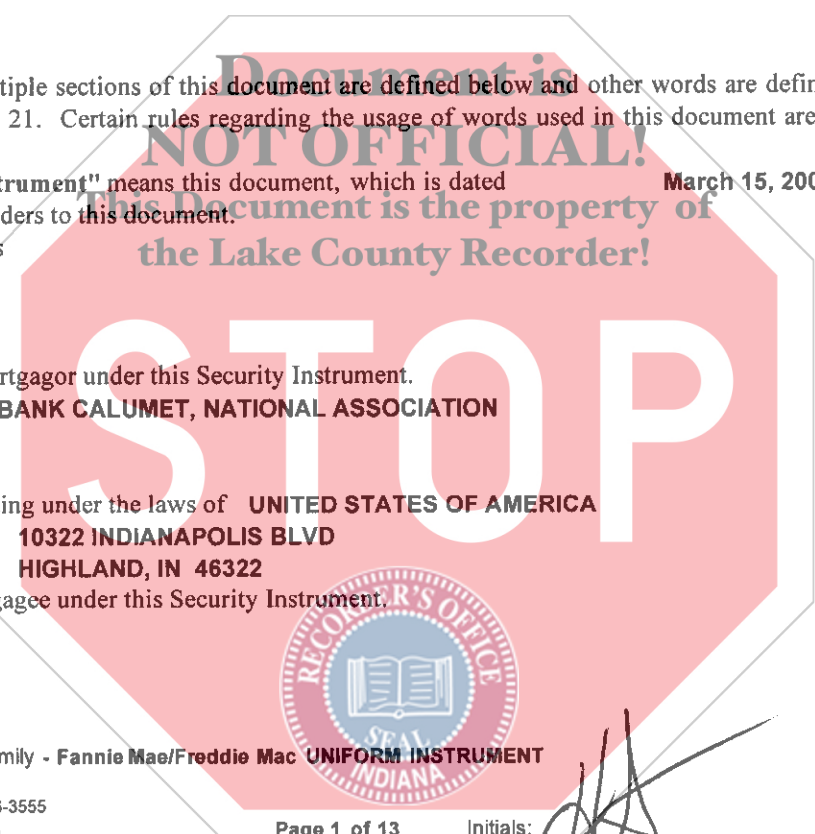 Document is
tiple sections of this document are defined below and other words are defin
21. Certain rules regarding the usage of words used in this document are
NOT OFFICIAL!
trument" means this document, which is dated March 15, 200
This Document is the property of
ders to this document.
s
the Lake County Recorder!
STOP
rtgagor under this Security Instrument.
BANK CALUMET, NATIONAL ASSOCIATION
ing under the laws of UNITED STATES OF AMERICA
10322 INDIANAPOLIS BLVD
HIGHLAND, IN 46322
gagee under this Security Instrument.
RECORDER'S OFFICE
SEAL
INDIANA
mily - Fannie Mae/Freddie Mac UNIFORM INSTRUMENT
-3555
Page 1 of 13 Initials: